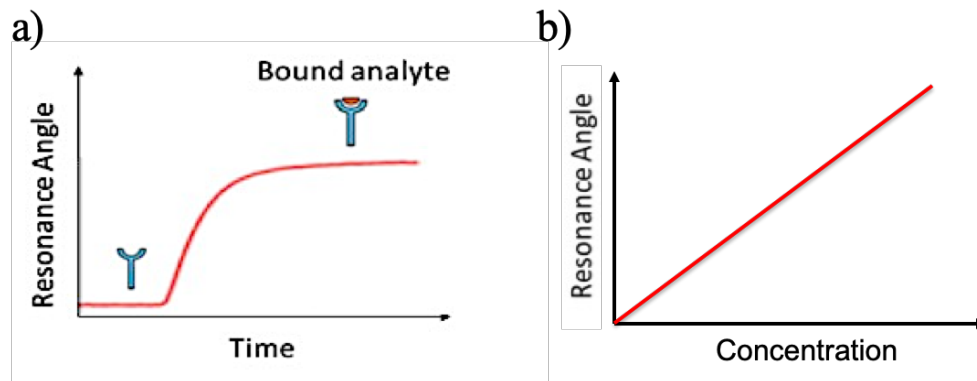 a)
Bound analyte
Resonance Angle
Time
b)
Resonance Angle
Concentration